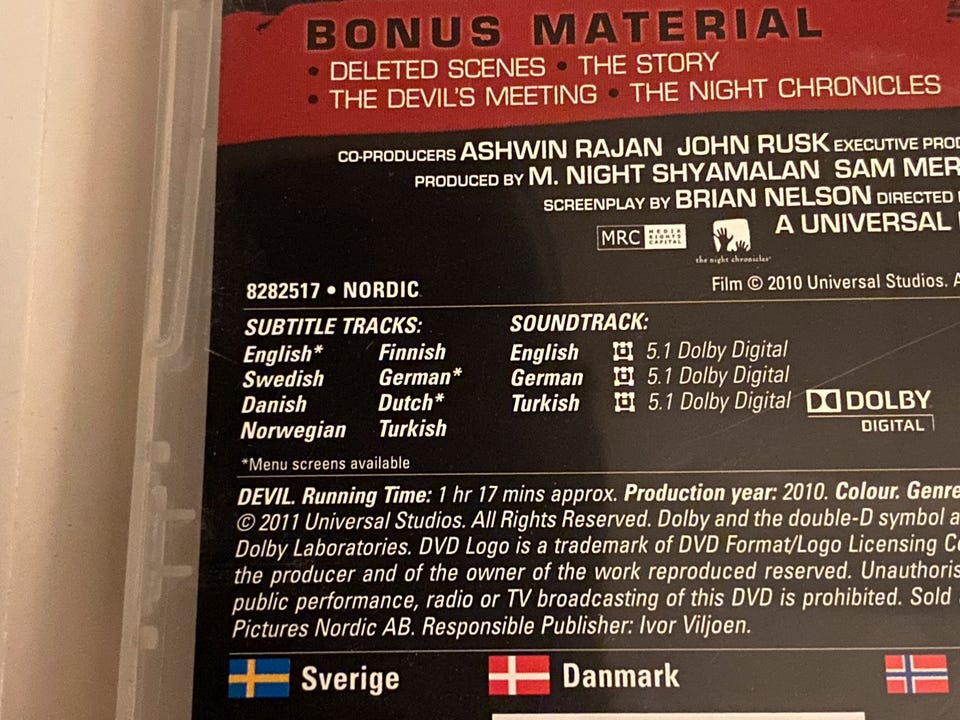 BONUS MATERIAL
• DELETED SCENES • THE STORY
• THE DEVIL'S MEETING • THE NIGHT CHRONICLES
CO-PRODUCERS ASHWIN RAJAN JOHN RUSK EXECUTIVE
PRODUCED BY M. NIGHT SHYAMALAN SAM
SCREENPLAY BY BRIAN NELSON DIRECTED
A UNIVERSAL
MRC MEDIA RIGHTS CAPITAL
the night chronicles
8282517 • NORDIC
Film © 2010 Universal Studios.
SUBTITLE TRACKS: SOUNDTRACK:
English* Finnish English 5.1 Dolby Digital
Swedish German* German 5.1 Dolby Digital
Danish Dutch* Turkish 5.1 Dolby Digital
Norwegian Turkish
DOLBY
DIGITAL
*Menu screens available
DEVIL. Running Time: 1 hr 17 mins approx. Production year: 2010. Colour. Genre
© 2011 Universal Studios. All Rights Reserved. Dolby and the double-D symbol
Dolby Laboratories. DVD Logo is a trademark of DVD Format/Logo Licensing
the producer and of the owner of the work reproduced reserved.
public performance, radio or TV broadcasting of this DVD is prohibited. Sold
Pictures Nordic AB. Responsible Publisher: Ivor Viljoen.
Sverige Danmark